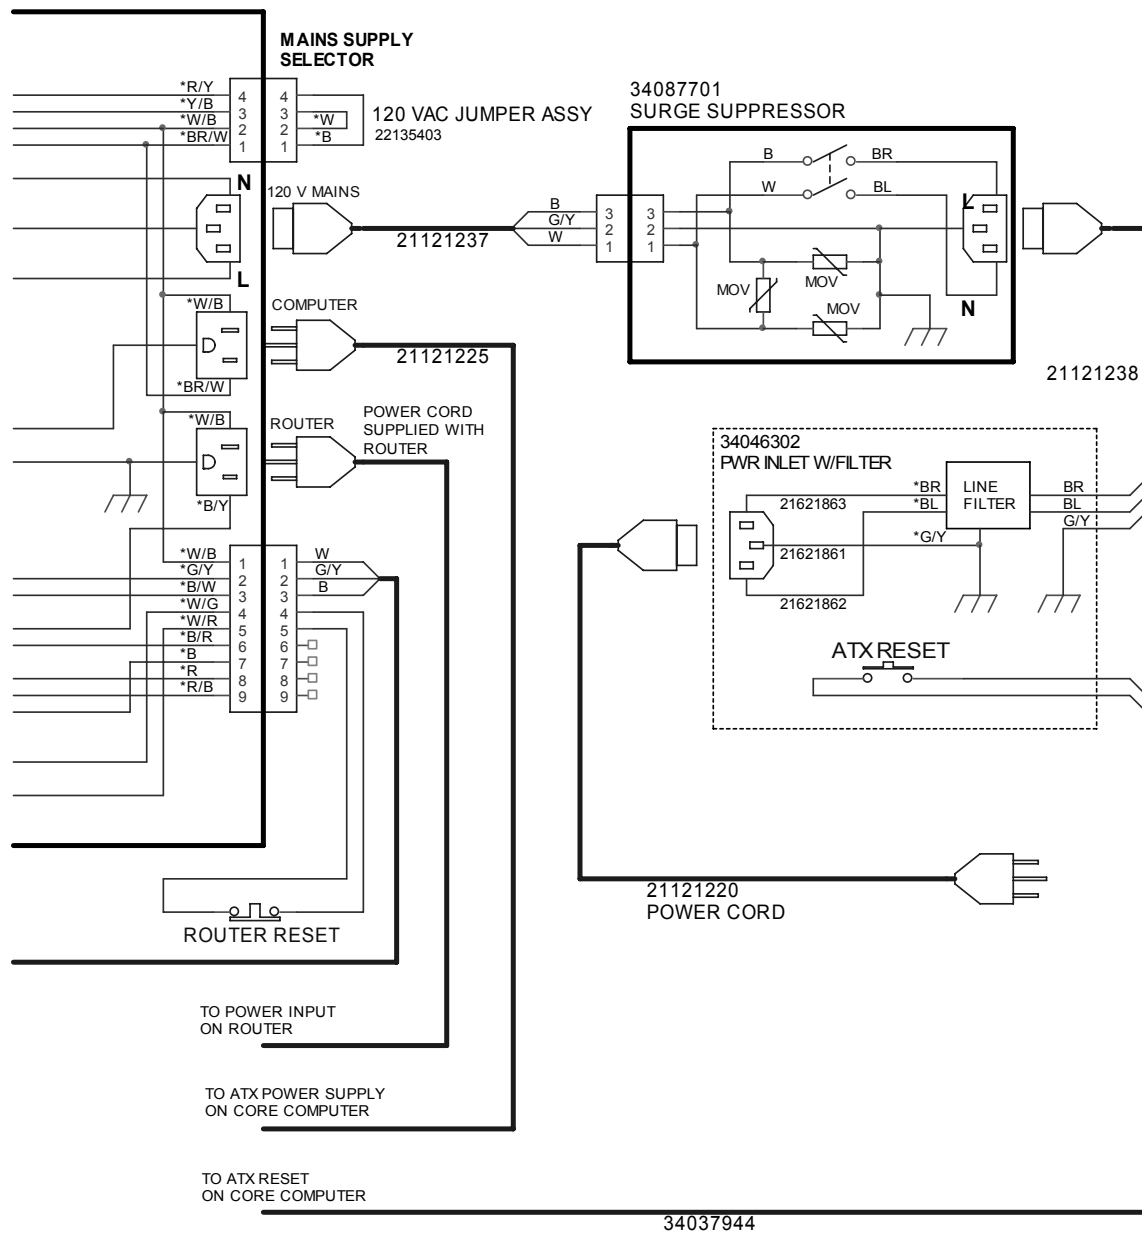 MAINS SUPPLY
SELECTOR
*R/Y
*Y/B
*W/B
*BR/W
4
3
2
1
4
3
2
1
*W
*B
120 VAC JUMPER ASSY
22135403
N
L
120 V MAINS
21121237
B
G/Y
W
3
2
1
3
2
1
34087701
SURGE SUPPRESSOR
B
BR
W
BL
L
N
MOV
MOV
MOV
21121238
*W/B
*BR/W
COMPUTER
21121225
*W/B
*B/Y
ROUTER
POWER CORD
SUPPLIED WITH
ROUTER
34046302
PWR INLET W/FILTER
*BR
*BL
*G/Y
21621863
21621861
21621862
LINE
FILTER
BR
BL
G/Y
ATX RESET
*W/B
*G/Y
*B/W
*W/G
*W/R
*B/R
*B
*R
*R/B
1
2
3
4
5
6
7
8
9
1
2
3
4
5
6
7
8
9
W
G/Y
B
21121220
POWER CORD
ROUTER RESET
TO POWER INPUT
ON ROUTER
TO ATX POWER SUPPLY
ON CORE COMPUTER
TO ATX RESET
ON CORE COMPUTER
34037944